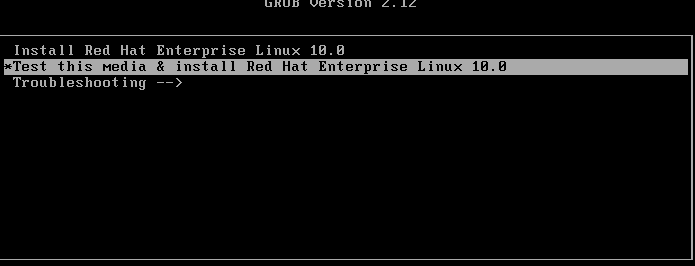 GRUB version 2.12
Install Red Hat Enterprise Linux 10.0
*Test this media & install Red Hat Enterprise Linux 10.0
Troubleshooting -->